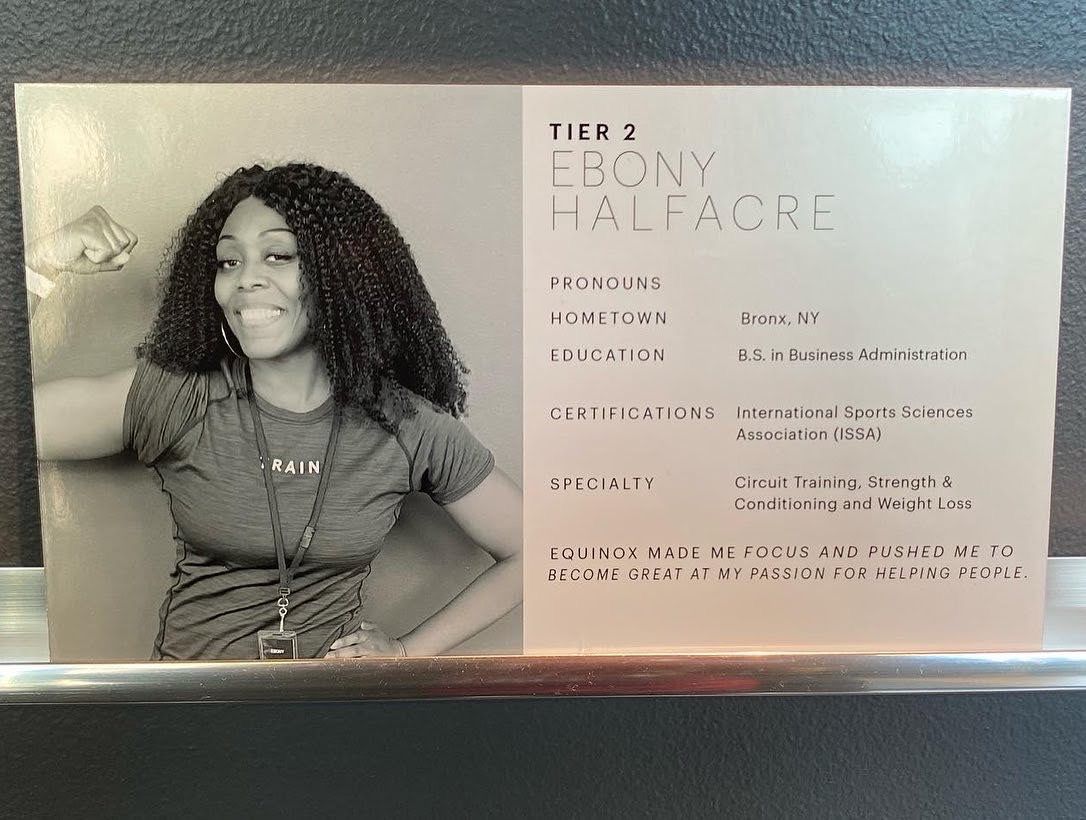 TIER 2
EBONY
HALFACRE
PRONOUNS
HOMETOWN Bronx, NY
EDUCATION B.S. in Business Administration
CERTIFICATIONS International Sports Sciences
Association (ISSA)
SPECIALTY Circuit Training, Strength &
Conditioning and Weight Loss
EQUINOX MADE ME FOCUS AND PUSHED ME TO
BECOME GREAT AT MY PASSION FOR HELPING PEOPLE.
TRAIN
EBONY